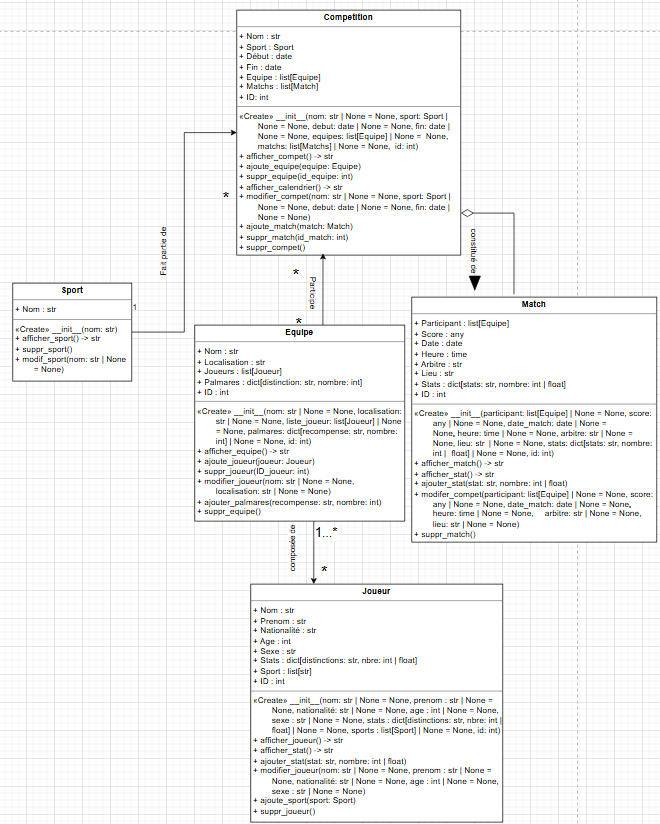 Competition
+ Nom : str
+ Sport : Sport
+ Début : date
+ Fin : date
+ Equipe : list[Equipe]
+ Matchs : list[Match]
+ ID: int
«Create» __init__(nom: str | None = None, sport: Sport |
None = None, debut: date | None = None, fin: date |
None = None, equipes: list[Equipe] | None = None,
matchs: list[Matchs] | None = None, id: int)
+ afficher_compet() -> str
+ ajoute_equipe(equipe: Equipe)
+ suppr_equipe(id_equipe: int)
+ afficher_calendrier() -> str
+ modifier_compet(nom: str | None = None, sport: Sport |
None = None, debut: date | None = None, fin: date |
None = None)
+ ajoute_match(match: Match)
+ suppr_match(id_match: int)
+ suppr_compet()
*
Fait partie de
1
constitué de
*
Participe
*
Sport
+ Nom : str
«Create» __init__(nom: str)
+ afficher_sport() -> str
+ suppr_sport()
+ modif_sport(nom: str | None
= None)
Equipe
+ Nom : str
+ Localisation : str
+ Joueurs : list[Joueur]
+ Palmares : dict[distinction: str, nombre: int]
+ ID : int
«Create» __init__(nom: str | None = None, localisation:
str | None = None, liste_joueur: list[Joueur] | None
= None, palmares: dict[recompense: str, nombre:
int] | None = None, id: int)
+ afficher_equipe() -> str
+ ajoute_joueur(joueur: Joueur)
+ suppr_joueur(ID_joueur: int)
+ modifier_joueur(nom: str | None = None,
localisation: str | None = None)
+ ajouter_palmares(recompense: str, nombre: int)
+ suppr_equipe()
Match
+ Participant : list[Equipe]
+ Score : any
+ Date : date
+ Heure : time
+ Arbitre : str
+ Lieu : str
+ Stats : dict[stats: str, nombre: int | float]
+ ID : int
«Create» __init__(participant: list[Equipe] | None = None, score:
any | None = None, date_match: date | None =
None, heure: time | None = None, arbitre: str | None =
None, lieu: str | None = None, stats: dict[stats: str, nombre:
int | float] | None = None, id: int)
+ afficher_match() -> str
+ afficher_stat() -> str
+ ajouter_stat(stat: str, nombre: int | float)
+ modifer_compet(participant: list[Equipe] | None = None, score:
any | None = None, date_match: date | None = None,
heure: time | None = None, arbitre: str | None = None,
lieu: str | None = None)
+ suppr_match()
composée de
1...*
*
Joueur
+ Nom : str
+ Prenom : str
+ Nationalité : str
+ Age : int
+ Sexe : str
+ Stats : dict[distinctions: str, nbre: int | float]
+ Sport : list[str]
+ ID : int
«Create» __init__(nom: str | None = None, prenom : str | None =
None, nationalité: str | None = None, age : int | None = None,
sexe : str | None = None, stats : dict[distinctions: str, nbre: int |
float] | None = None, sports : list[Sport] | None = None, id: int)
+ afficher_joueur() -> str
+ afficher_stat() -> str
+ ajouter_stat(stat: str, nombre: int | float)
+ modifier_joueur(nom: str | None = None, prenom : str | None =
None, nationalité: str | None = None, age : int | None = None,
sexe : str | None = None)
+ ajoute_sport(sport: Sport)
+ suppr_joueur()